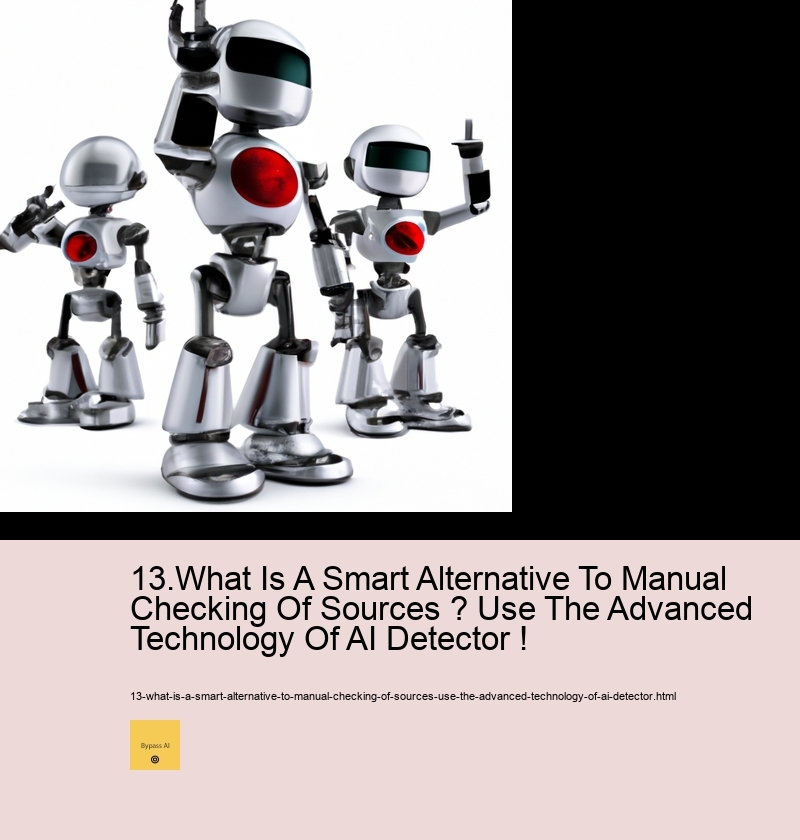 13.What Is A Smart Alternative To Manual
Checking Of Sources ? Use The Advanced
Technology Of AI Detector !
13-what-is-a-smart-alternative-to-manual-checking-of-sources-use-the-advanced-technology-of-ai-detector.html
Bypass AI